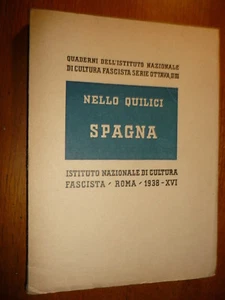 QUADERNI DELL'ISTITUTO NAZIONALE
DI CULTURA FASCISTA SERIE OTTAVA, II·III
NELLO QUILICI
SPAGNA
ISTITUTO NAZIONALE DI CULTURA
FASCISTA - ROMA - 1938 - XVI